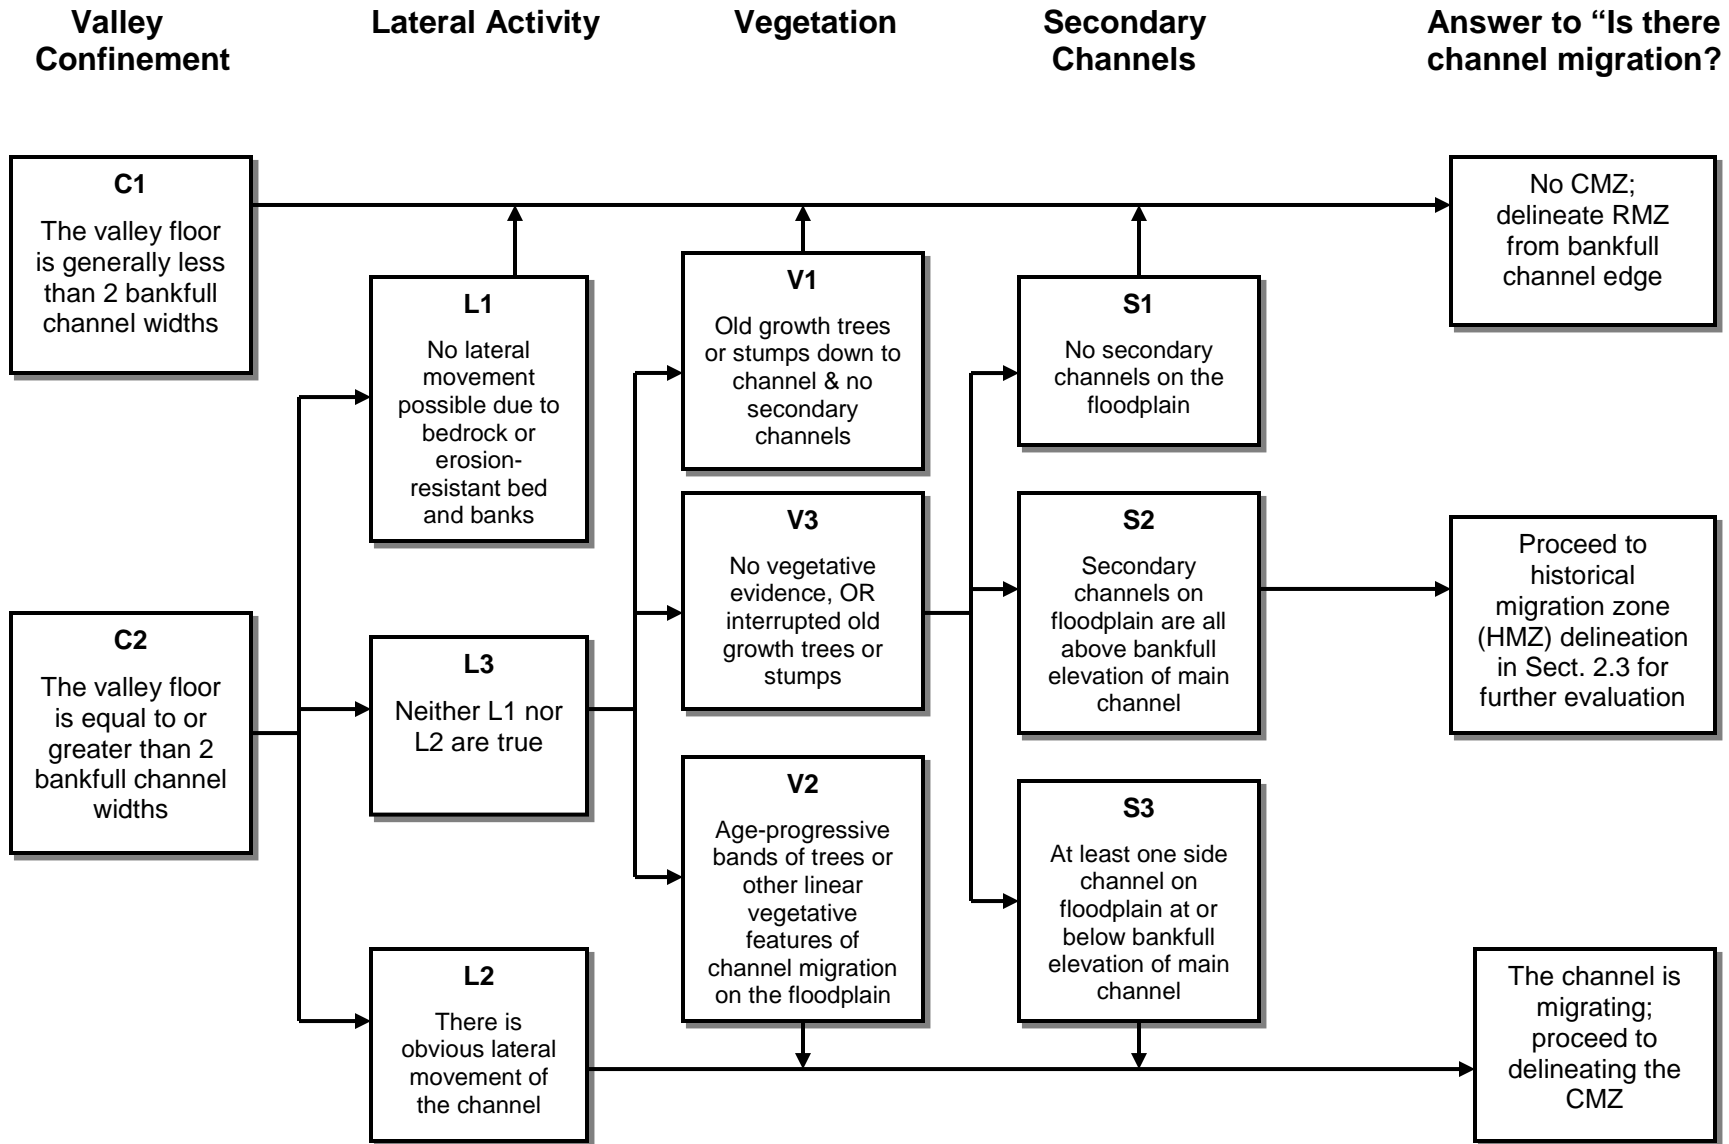 Valley
Confinement
Lateral Activity
Vegetation
Secondary
Channels
Answer to “Is there
channel migration?
C1
The valley floor
is generally less
than 2 bankfull
channel widths
C2
The valley floor
is equal to or
greater than 2
bankfull channel
widths
L1
No lateral
movement
possible due to
bedrock or
erosion-
resistant bed
and banks
L3
Neither L1 nor
L2 are true
L2
There is
obvious lateral
movement of
the channel
V1
Old growth trees
or stumps down to
channel & no
secondary
channels
V3
No vegetative
evidence, OR
interrupted old
growth trees or
stumps
V2
Age-progressive
bands of trees or
other linear
vegetative
features of
channel migration
on the floodplain
S1
No secondary
channels on the
floodplain
S2
Secondary
channels on
floodplain are all
above bankfull
elevation of main
channel
S3
At least one side
channel on
floodplain at or
below bankfull
elevation of main
channel
No CMZ;
delineate RMZ
from bankfull
channel edge
Proceed to
historical
migration zone
(HMZ) delineation
in Sect. 2.3 for
further evaluation
The channel is
migrating;
proceed to
delineating the
CMZ